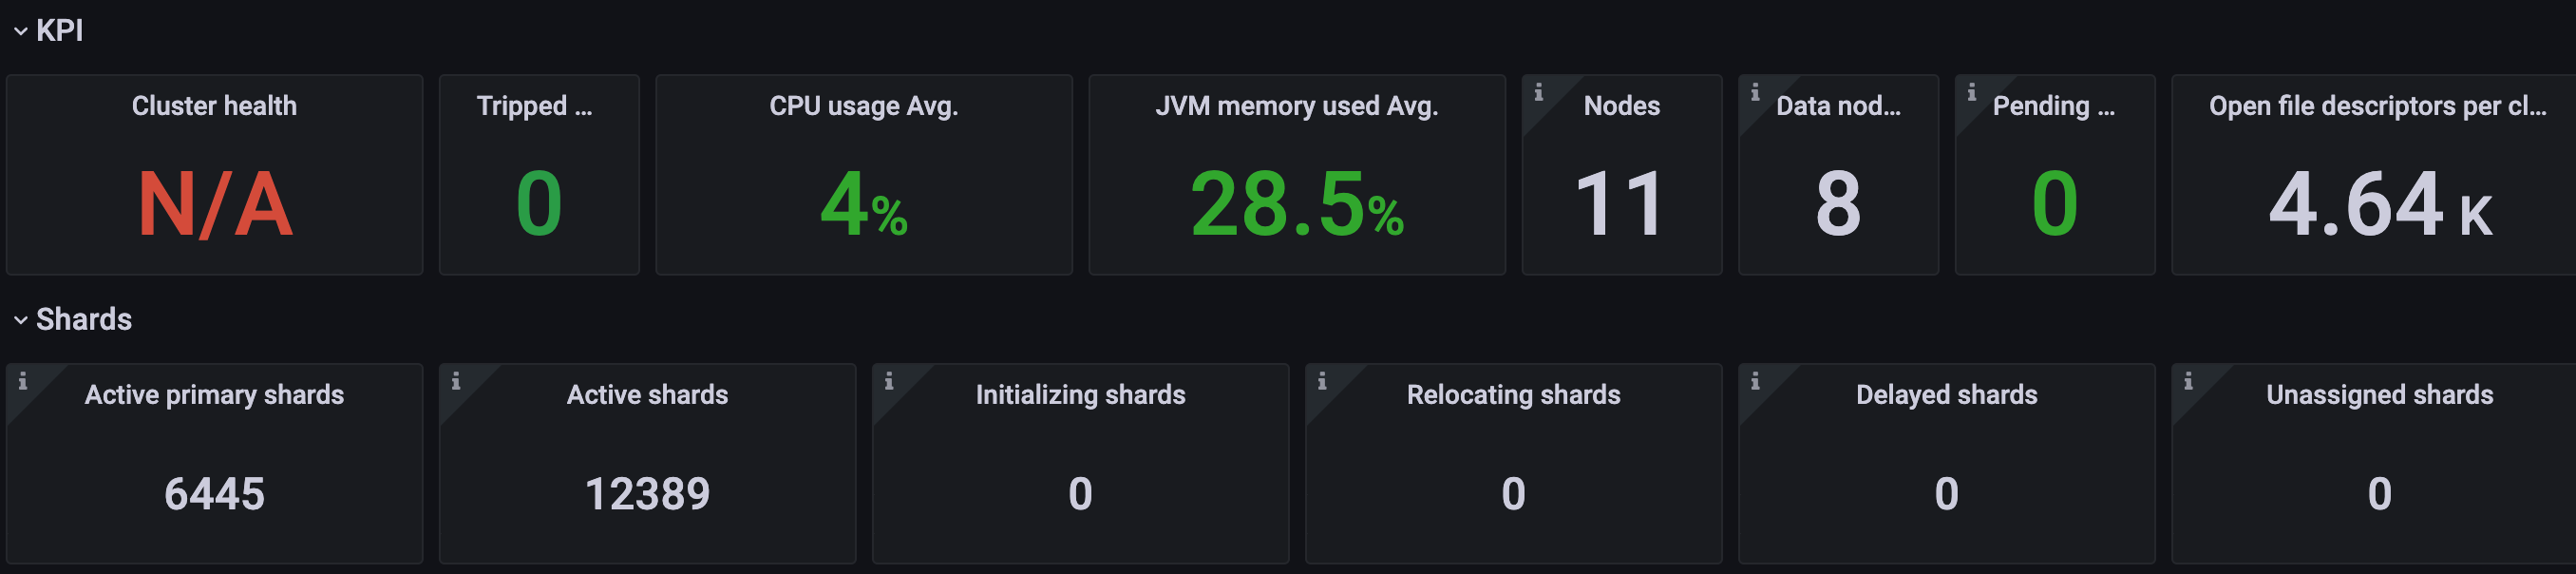 KPI
Cluster health
N/A
Tripped ...
0
CPU usage Avg.
4%
JVM memory used Avg.
28.5%
Nodes
11
Data nod...
8
Pending ...
0
Open file descriptors per cl...
4.64 K
Shards
Active primary shards
6445
Active shards
12389
Initializing shards
0
Relocating shards
0
Delayed shards
0
Unassigned shards
0